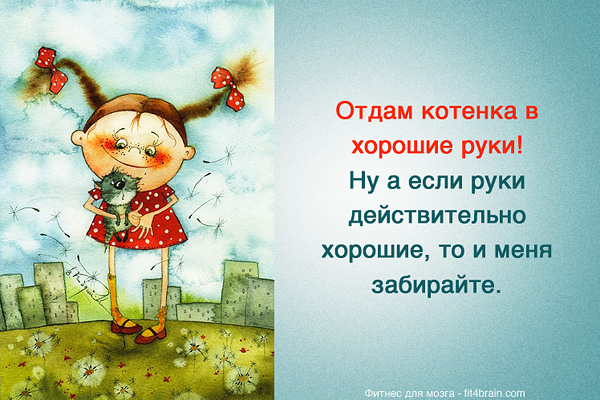 Отдам котенка в
хорошие руки!
Ну а если руки
действительно
хорошие, то и меня
забирайте.
Фитнес для мозга - fit4brain.com